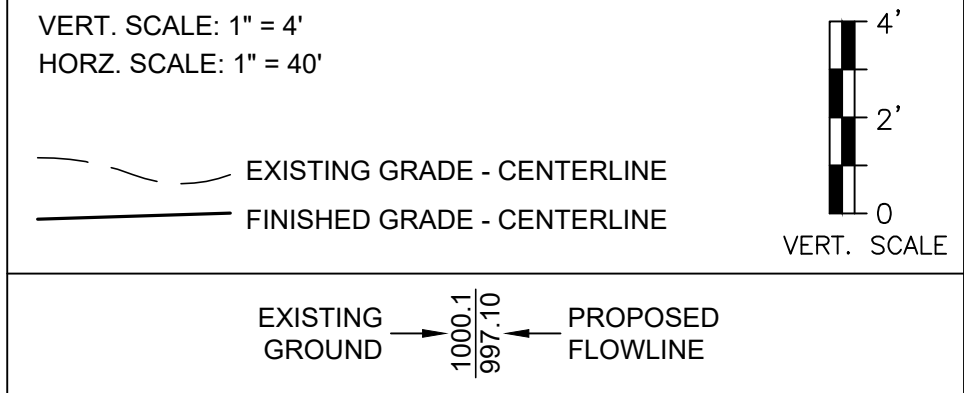 VERT. SCALE: 1" = 4'
HORZ. SCALE: 1" = 40'
4'
2'
0
VERT. SCALE
EXISTING GRADE - CENTERLINE
FINISHED GRADE - CENTERLINE
EXISTING
GROUND
1000.1
997.10
PROPOSED
FLOWLINE